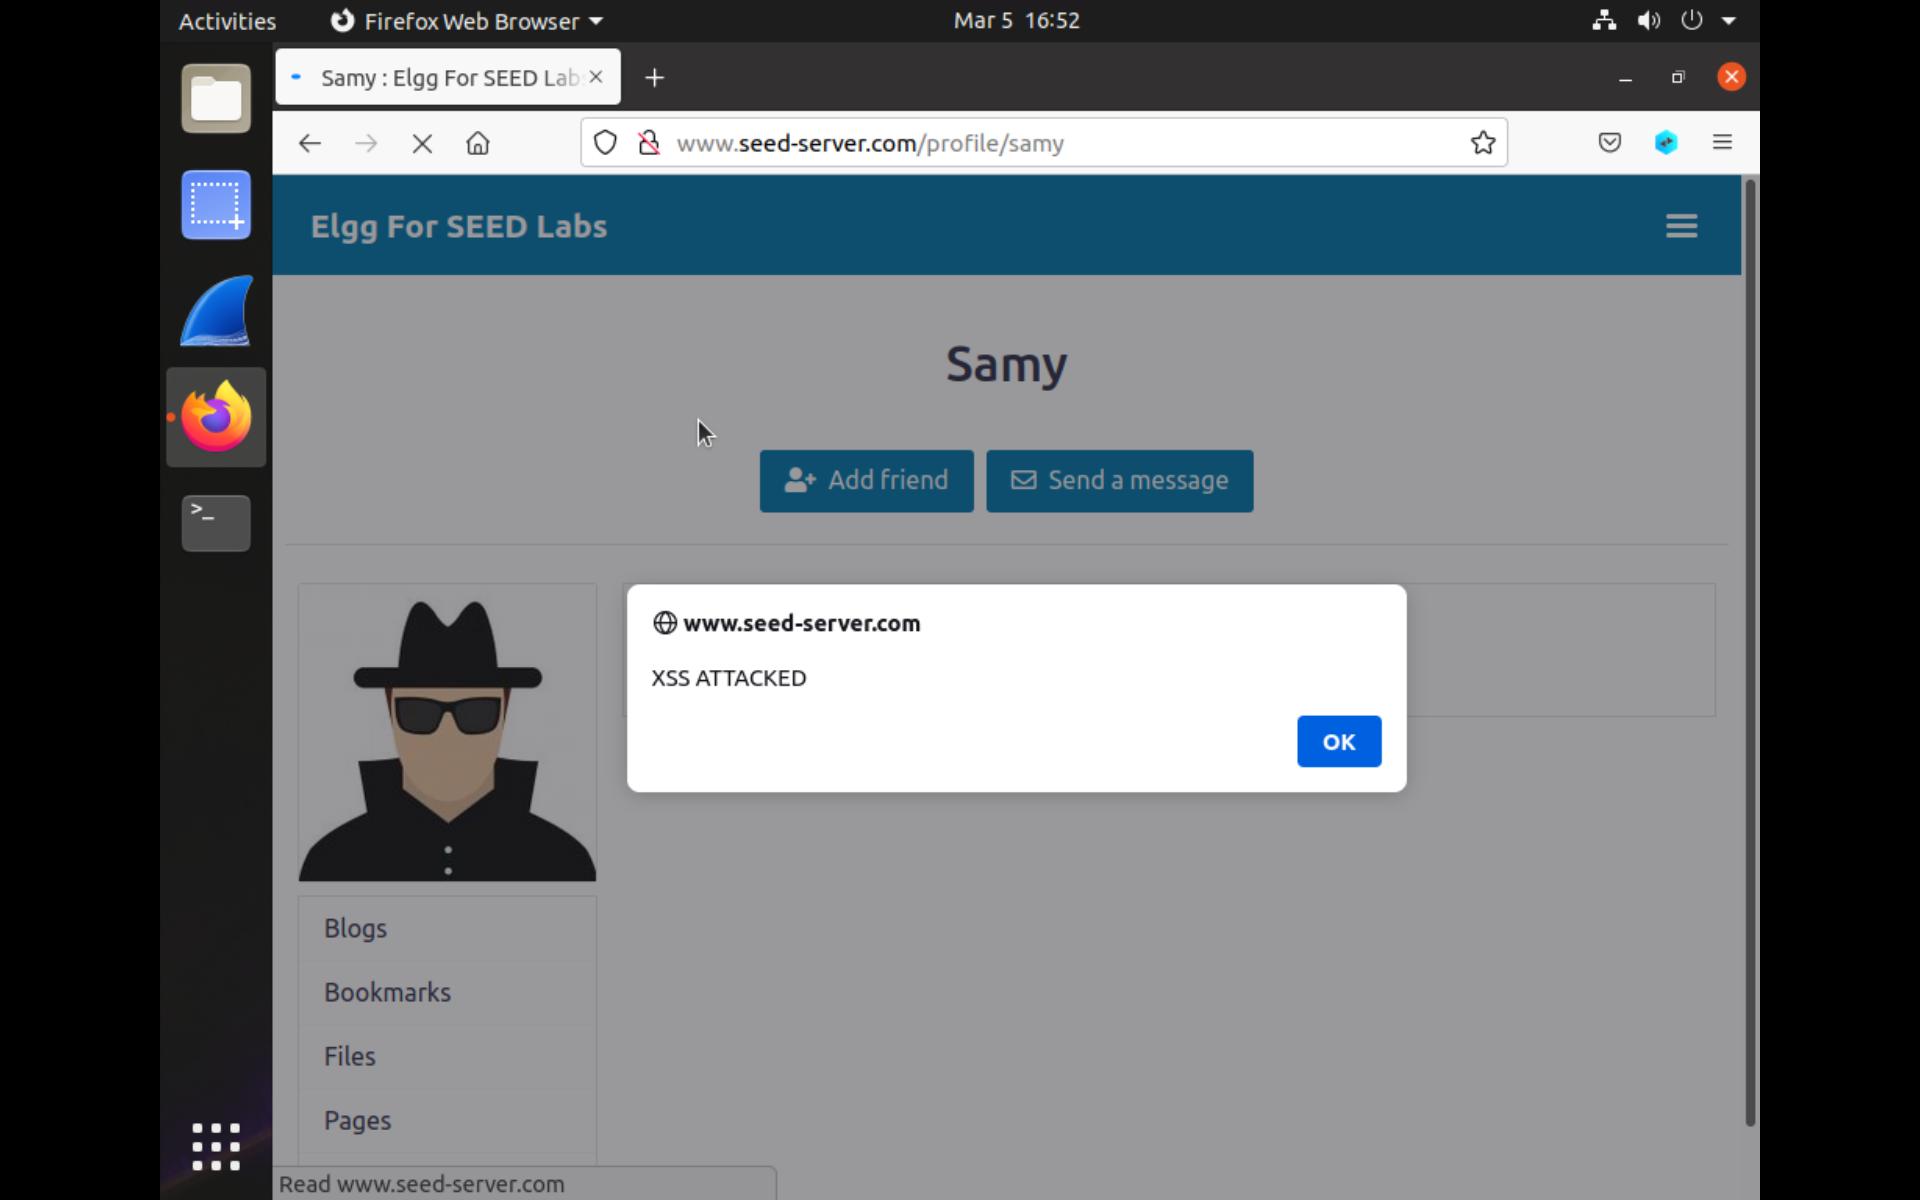 Activities
Firefox Web Browser
Mar 5 16:52
Samy : Elgg For SEED Lab
www.seed-server.com/profile/samy
Elgg For SEED Labs
Samy
Add friend
Send a message
www.seed-server.com
XSS ATTACKED
OK
>_
Blogs
Bookmarks
Files
Pages
Read www.seed-server.com